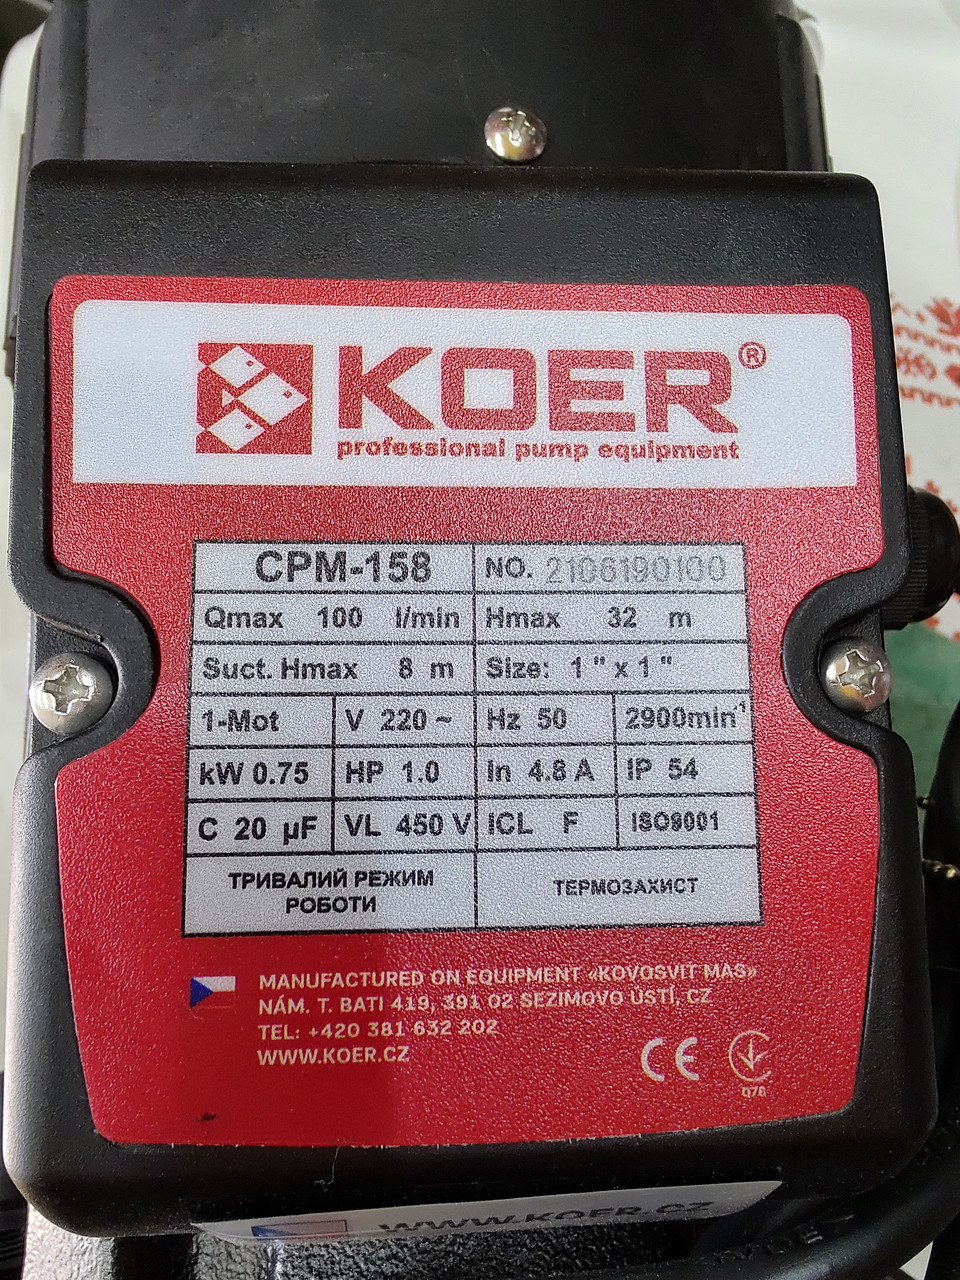 KOER®
professional pump equipment
CPM-158 NO. 2106190100
Qmax 100 l/min Hmax 32 m
Suct. Hmax 8 m Size: 1 " x 1 "
1-Mot V 220 ~ Hz 50 2900min⁻¹
kW 0.75 HP 1.0 In 4.8 A IP 54
C 20 µF VL 450 V ICL F ISO9001
ТРИВАЛИЙ РЕЖИМ
РОБОТИ
ТЕРМОЗАХИСТ
MANUFACTURED ON EQUIPMENT «KOVOSVIT MAS»
NÁM. T. BATI 419, 391 02 SEZIMOVO ÚSTÍ, CZ
TEL: +420 381 632 202
WWW.KOER.CZ
CE
WWW.KOER.CZ